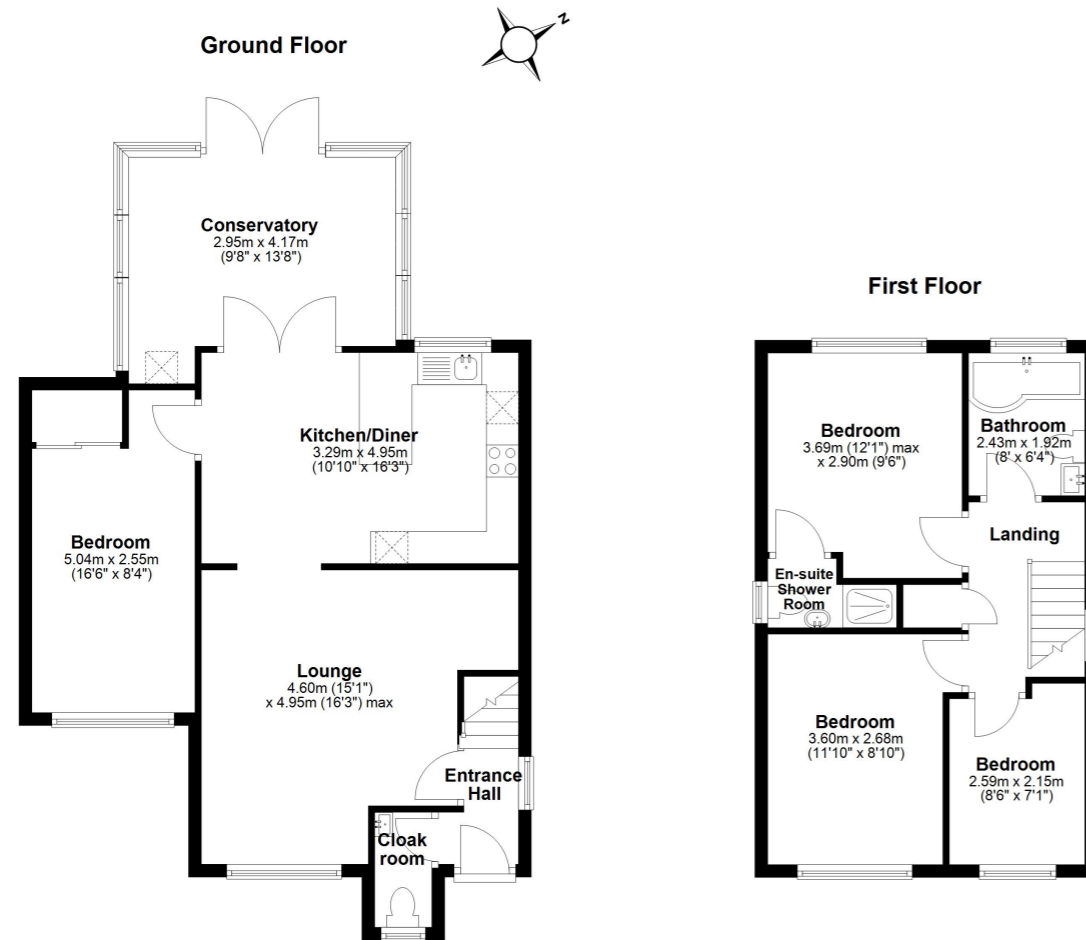 Ground Floor
N
Conservatory
2.95m x 4.17m
(9'8" x 13'8")
Kitchen/Diner
3.29m x 4.95m
(10'10" x 16'3")
Bedroom
5.04m x 2.55m
(16'6" x 8'4")
Lounge
4.60m (15'1")
x 4.95m (16'3") max
Entrance
Hall
Cloak
room
First Floor
Bedroom
3.69m (12'1") max
x 2.90m (9'6")
Bathroom
2.43m x 1.92m
(8' x 6'4")
Landing
En-suite
Shower
Room
Bedroom
3.60m x 2.68m
(11'10" x 8'10")
Bedroom
2.59m x 2.15m
(8'6" x 7'1")